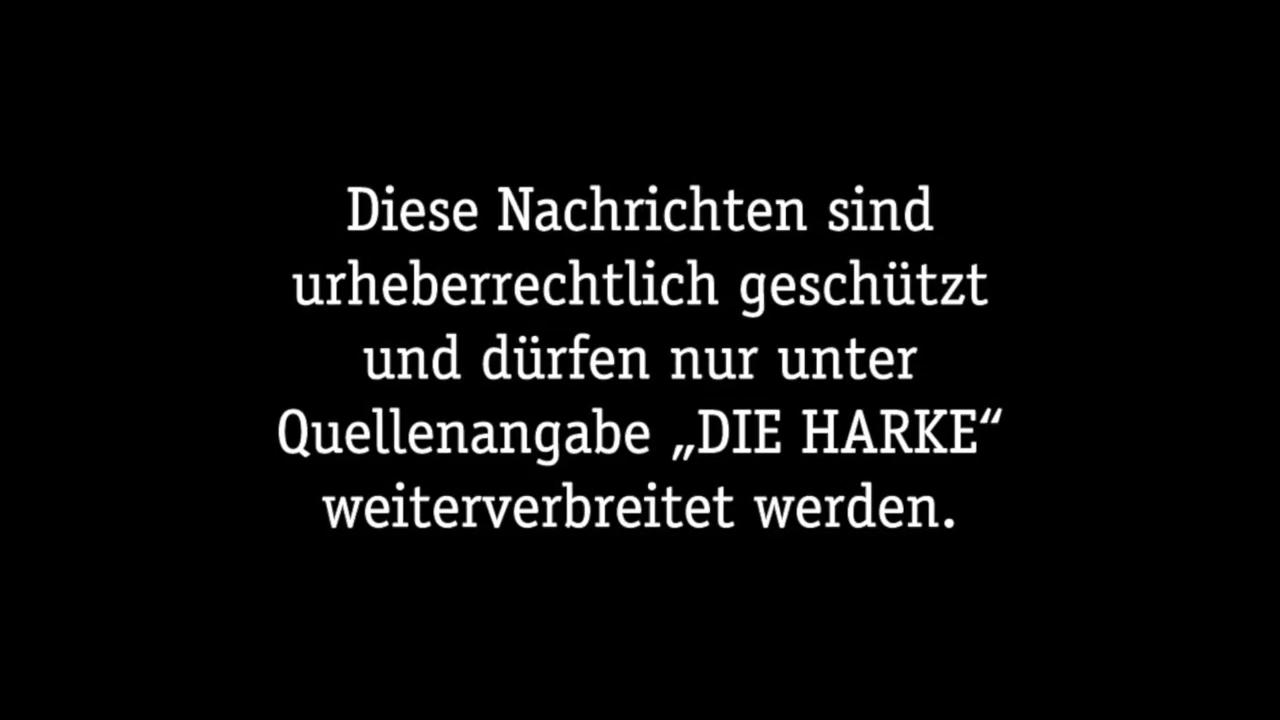 Diese Nachrichten sind
urheberrechtlich geschützt
und dürfen nur unter
Quellenangabe „DIE HARKE“
weiterverbreitet werden.